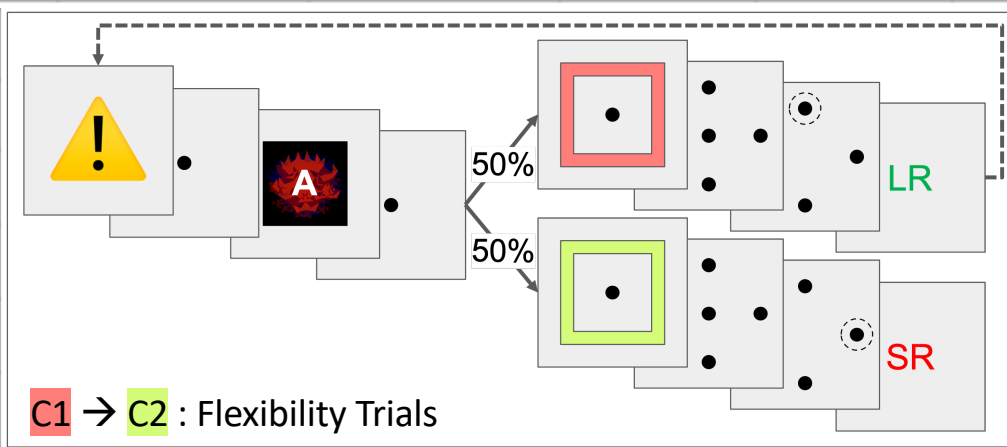 !
A
50%
LR
50%
SR
C1 → C2 : Flexibility Trials